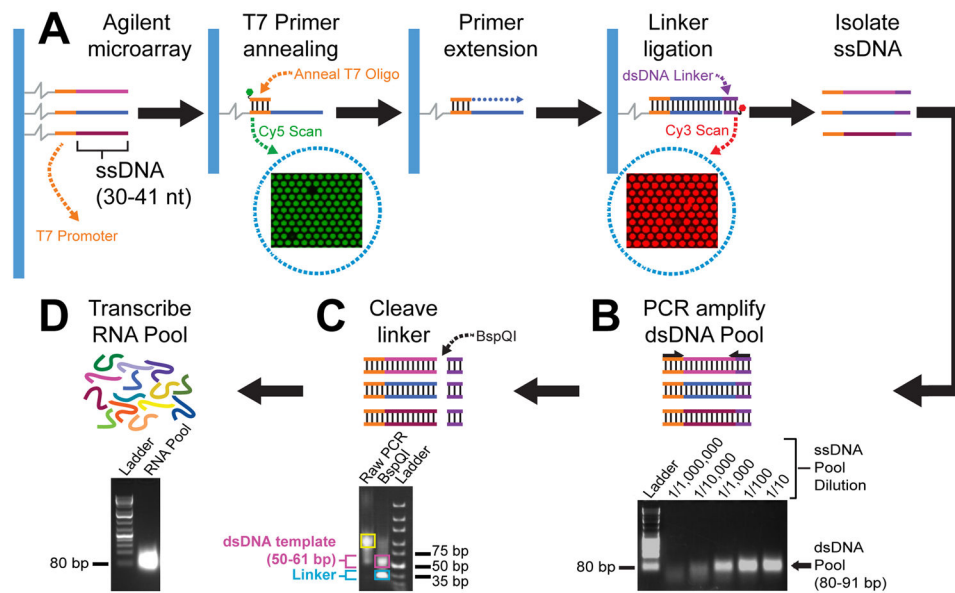 A
Agilent
microarray
T7 Primer
annealing
Primer
extension
Linker
ligation
Isolate
ssDNA
Anneal T7 Oligo
dsDNA Linker
Cy5 Scan
Cy3 Scan
ssDNA
(30-41 nt)
T7 Promoter
D
Transcribe
RNA Pool
C
Cleave
linker
BspQI
B
PCR amplify
dsDNA Pool
Ladder
RNA Pool
80 bp
Raw PCR
BspQI
Ladder
dsDNA template
(50-61 bp)
Linker
75 bp
50 bp
35 bp
Ladder
1/1,000,000
1/10,000
1/1,000
1/100
1/10
ssDNA
Pool
Dilution
80 bp
dsDNA
Pool
(80-91 bp)